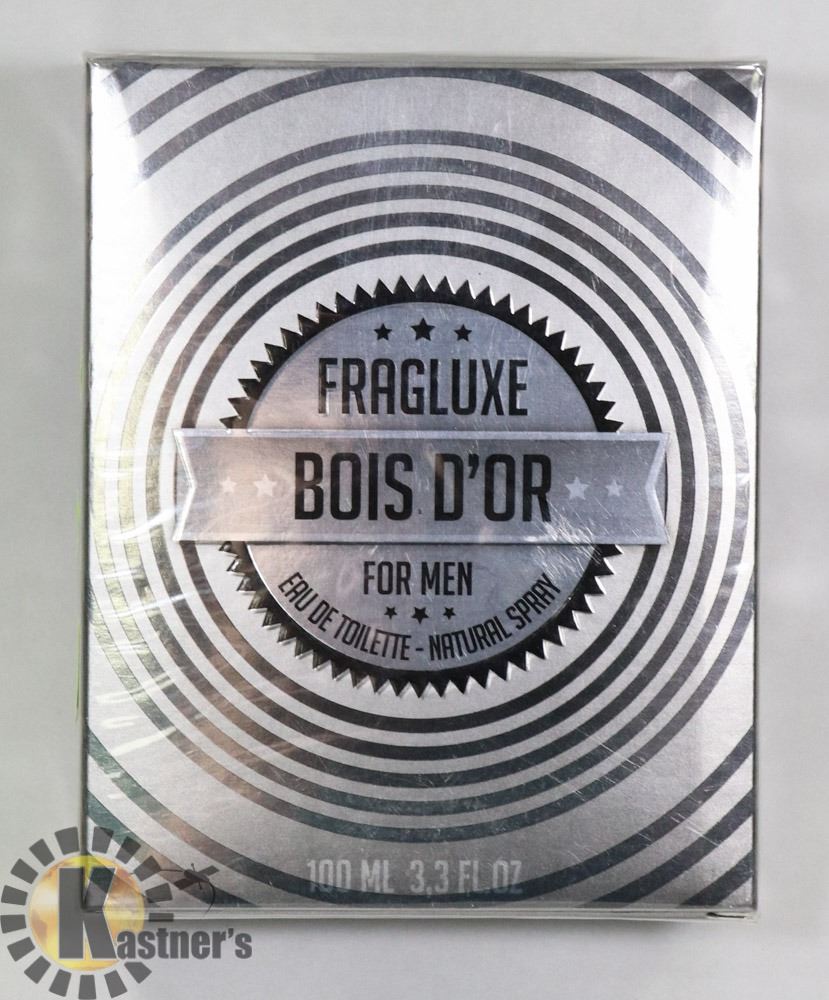 FRAGLUXE
BOIS D'OR
FOR MEN
EAU DE TOILETTE - NATURAL SPRAY
100 ML 3,3 FL.OZ
Kastner's